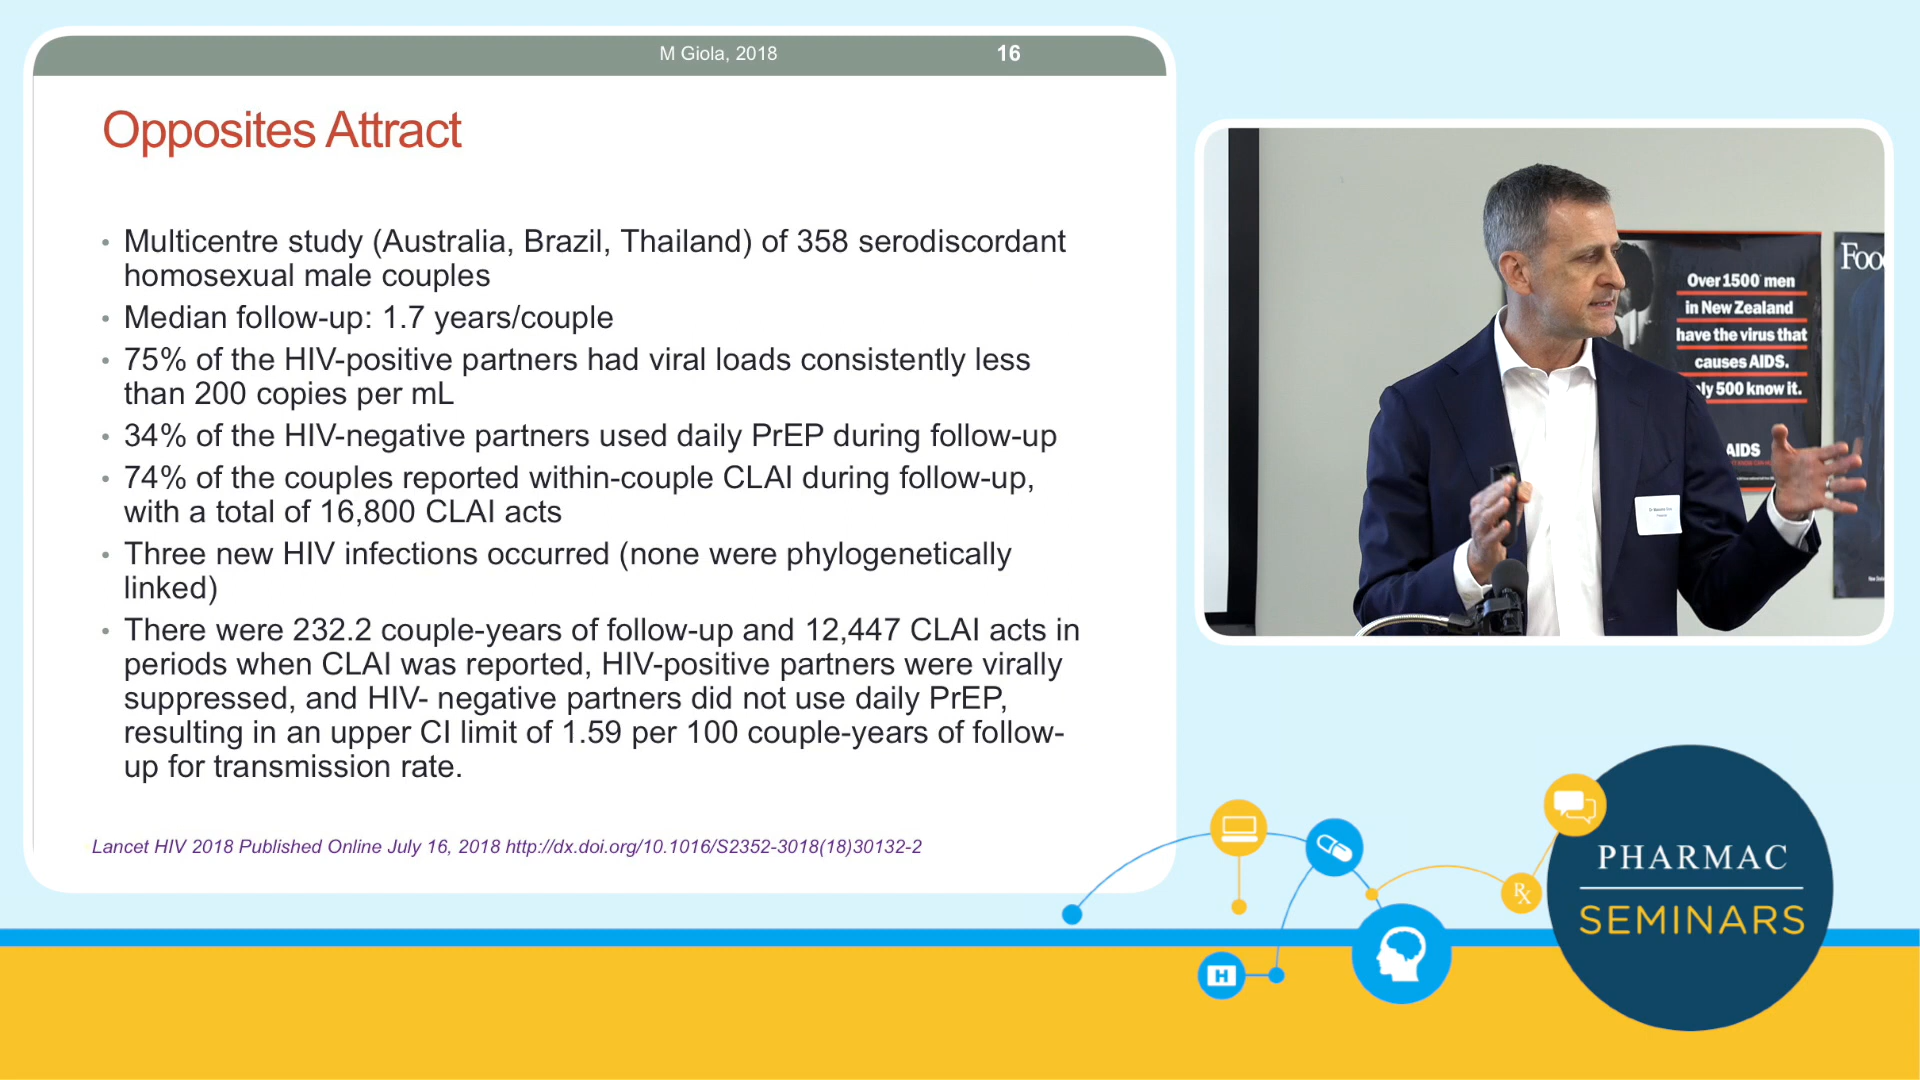 M Giola, 2018
16
Opposites Attract
• Multicentre study (Australia, Brazil, Thailand) of 358 serodiscordant
homosexual male couples
• Median follow-up: 1.7 years/couple
• 75% of the HIV-positive partners had viral loads consistently less
than 200 copies per mL
• 34% of the HIV-negative partners used daily PrEP during follow-up
• 74% of the couples reported within-couple CLAI during follow-up,
with a total of 16,800 CLAI acts
• Three new HIV infections occurred (none were phylogenetically
linked)
• There were 232.2 couple-years of follow-up and 12,447 CLAI acts in
periods when CLAI was reported, HIV-positive partners were virally
suppressed, and HIV- negative partners did not use daily PrEP,
resulting in an upper CI limit of 1.59 per 100 couple-years of follow-
up for transmission rate.
Lancet HIV 2018 Published Online July 16, 2018 http://dx.doi.org/10.1016/S2352-3018(18)30132-2
Over 1500 men
in New Zealand
have the virus that
causes AIDS.
ly 500 know it.
AIDS
Foo
H
Rx
PHARMAC
SEMINARS